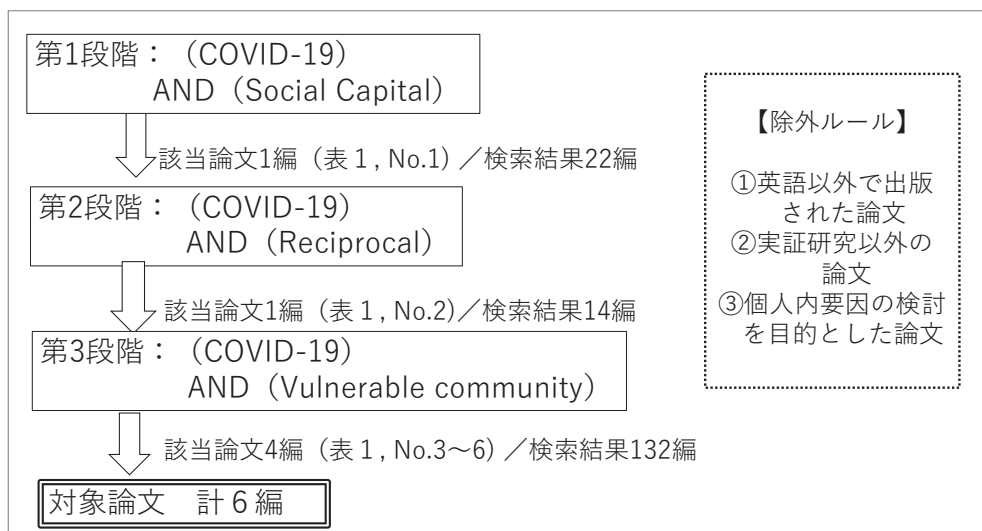 第1段階：（COVID-19）
AND（Social Capital）
該当論文1編（表１, No.1）／検索結果22編
第2段階：（COVID-19）
AND（Reciprocal）
該当論文1編（表１, No.2)／検索結果14編
第3段階：（COVID-19）
AND（Vulnerable community）
該当論文4編（表１, No.3～6）／検索結果132編
対象論文　計６編
【除外ルール】
①英語以外で出版
された論文
②実証研究以外の
論文
③個人内要因の検討
を目的とした論文